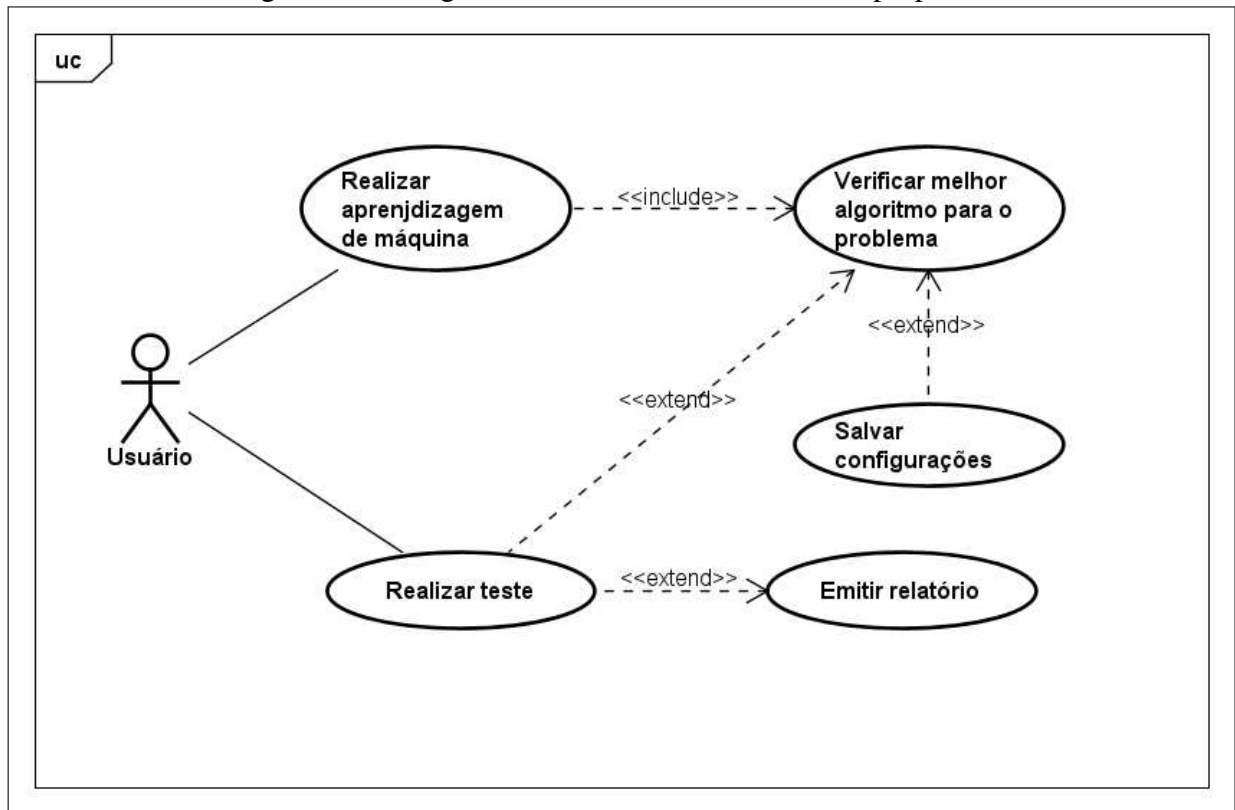 uc
Realizar
aprenjdizagem
de máquina
<<include>>
Verificar melhor
algoritmo para o
problema
<<extend>>
<<extend>>
Salvar
configurações
Usuário
Realizar teste
<<extend>>
Emitir relatório